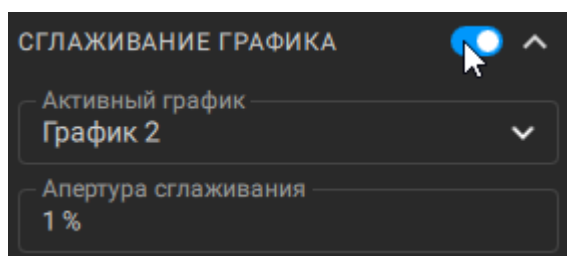 СГЛАЖИВАНИЕ ГРАФИКА
Активный график
График 2
Апертура сглаживания
1 %